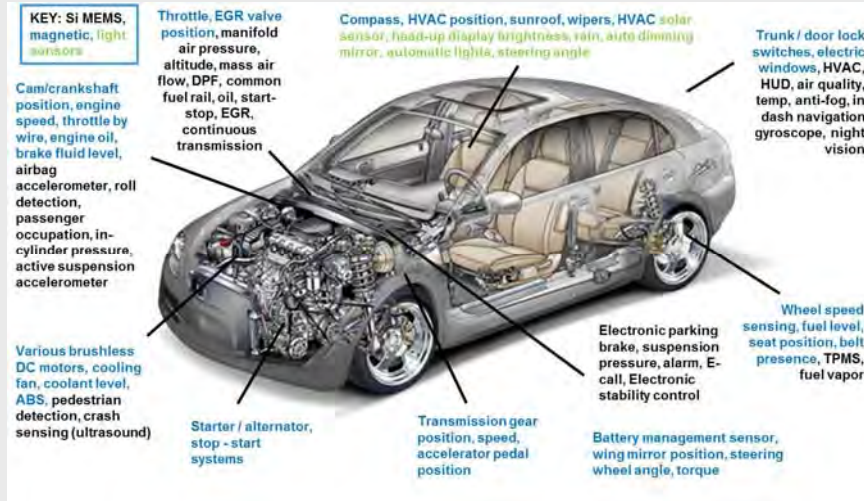 KEY: Si MEMS,
magnetic, light
sensors
Throttle, EGR valve
position, manifold
air pressure,
altitude, mass air
flow, DPF, common
fuel rail, oil, start-
stop, EGR,
continuous
transmission
Compass, HVAC position, sunroof, wipers, HVAC solar
sensor, head-up display brightness, rain, auto dimming
mirror, automatic lights, steering angle
Trunk / door lock
switches, electric
windows, HVAC,
HUD, air quality,
temp, anti-fog, in
dash navigation
gyroscope, night
vision
Cam/crankshaft
position, engine
speed, throttle by
wire, engine oil,
brake fluid level,
airbag
accelerometer, roll
detection,
passenger
occupation, in-
cylinder pressure,
active suspension
accelerometer
Various brushless
DC motors, cooling
fan, coolant level,
ABS, pedestrian
detection, crash
sensing (ultrasound)
Starter / alternator,
stop - start
systems
Transmission gear
position, speed,
accelerator pedal
position
Electronic parking
brake, suspension
pressure, alarm, E-
call, Electronic
stability control
Battery management sensor,
wing mirror position, steering
wheel angle, torque
Wheel speed
sensing, fuel level,
seat position, belt
presence, TPMS,
fuel vapor